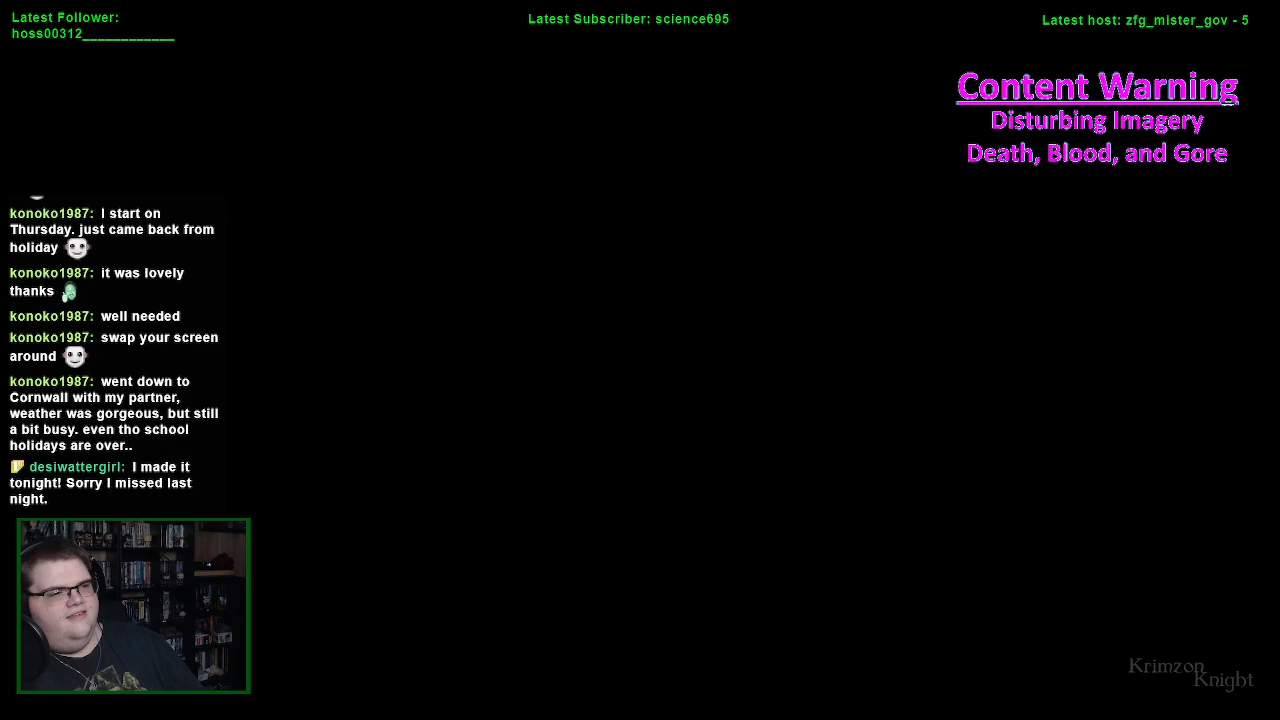 Latest Follower:
hoss00312_____________
Latest Subscriber: science695
Latest host: zfg_mister_gov - 5
Content Warning
Disturbing Imagery
Death, Blood, and Gore
konoko1987: I start on
Thursday. just came back from
holiday
konoko1987: it was lovely
thanks
konoko1987: well needed
konoko1987: swap your screen
around
konoko1987: went down to
Cornwall with my partner,
weather was gorgeous, but still
a bit busy. even tho school
holidays are over..
desiwattergirl: I made it
tonight! Sorry I missed last
night.
Krimzon
Knight